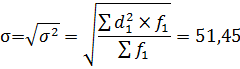 σ=√σ² = √(∑ d₁² × f₁ / ∑ f₁) = 51,45